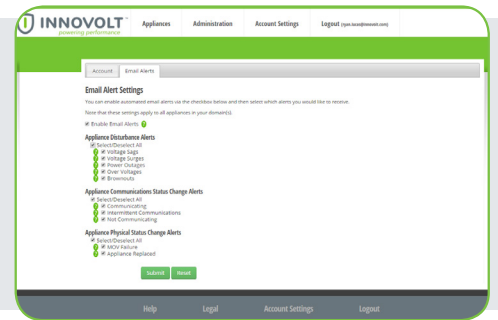 INNOVOLT
powering performance
Appliances
Administration
Account Settings
Logout (ryan.lucas@innovolt.com)
Account
Email Alerts
Email Alert Settings
You can enable automated email alerts via the checkbox below and then select which alerts you would like to receive.
Note that these settings apply to all appliances in your domain(s).
Enable Email Alerts ?
Appliance Disturbance Alerts
Select/Deselect All
? Voltage Sags
? Voltage Surges
? Power Outages
? Over Voltages
? Brownouts
Appliance Communications Status Change Alerts
Select/Deselect All
? Communicating
? Intermittent Communications
? Not Communicating
Appliance Physical Status Change Alerts
Select/Deselect All
? MOV Failure
? Appliance Replaced
Submit
Reset
Help
Legal
Account Settings
Logout